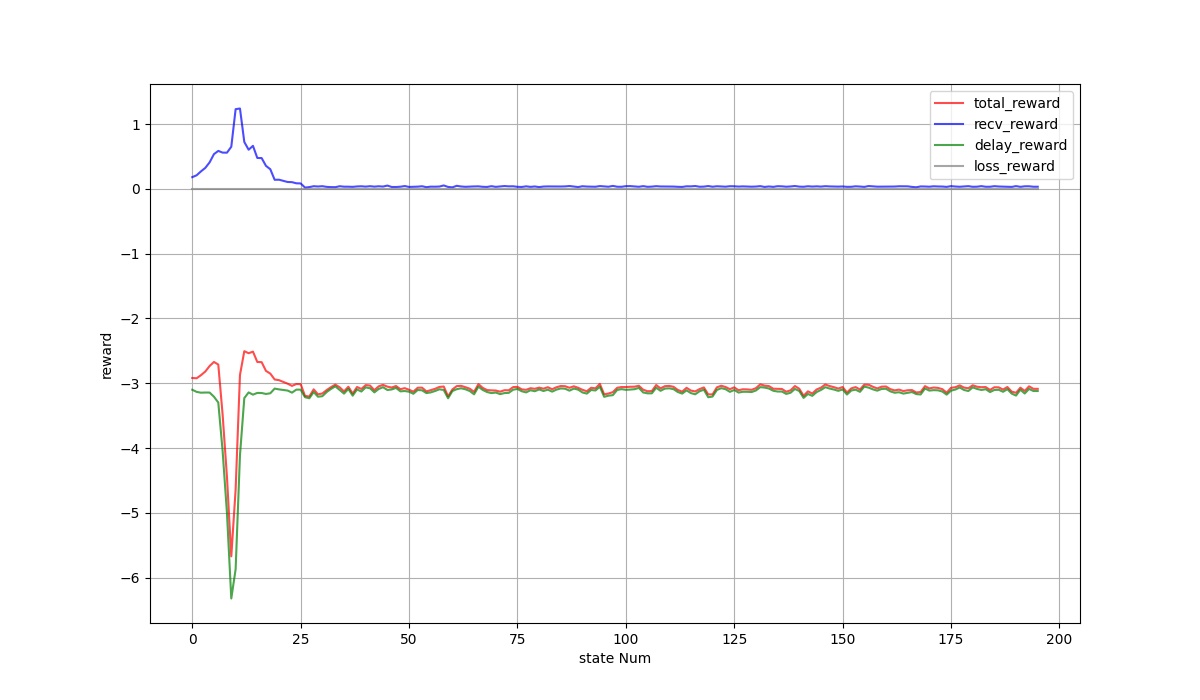 total_reward
recv_reward
delay_reward
loss_reward
1
0
−1
−2
−3
−4
−5
−6
reward
0 25 50 75 100 125 150 175 200
state Num